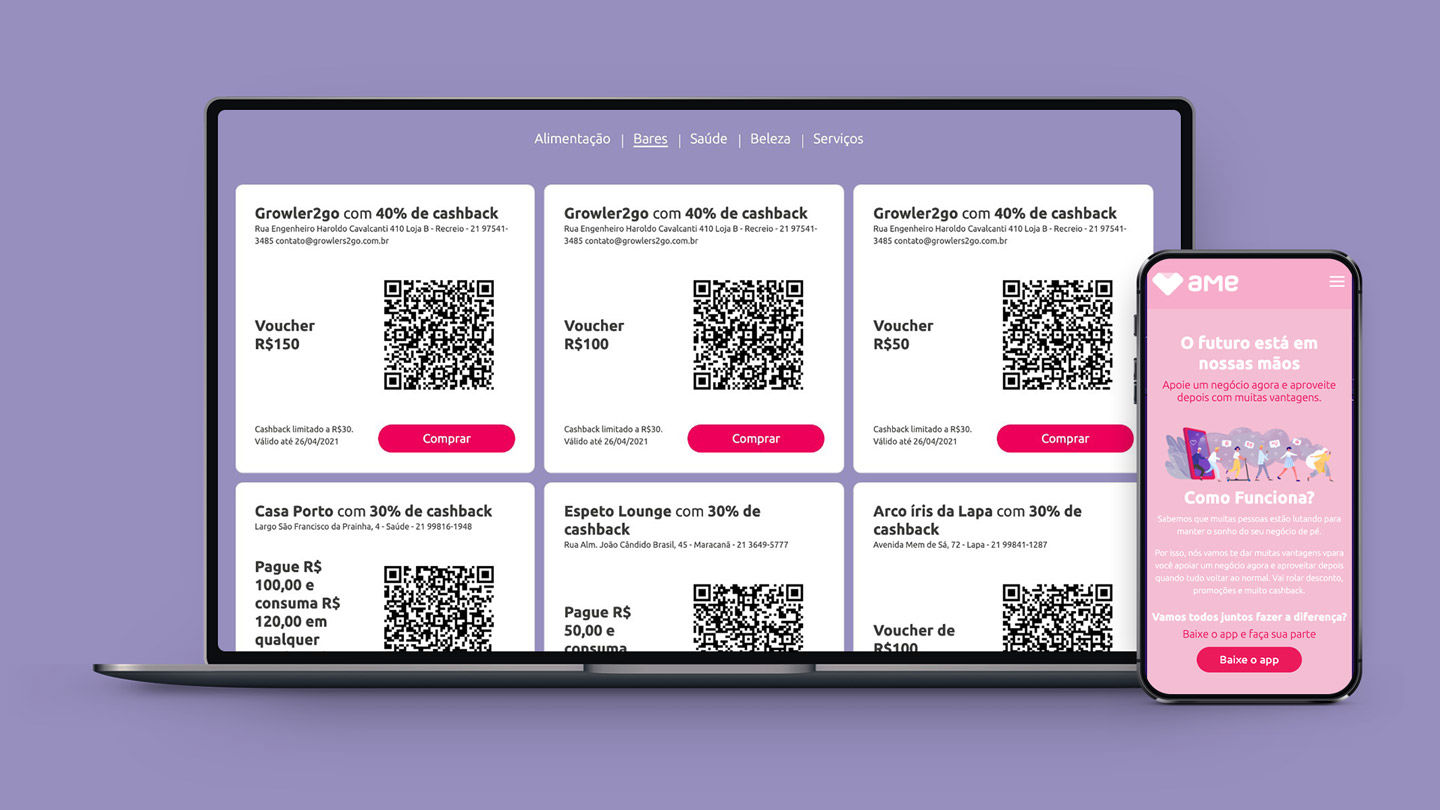 Alimentação | Bares | Saúde | Beleza | Serviços
Growler2go com 40% de cashback
Rua Engenheiro Haroldo Cavalcanti 410 Loja B - Recreio - 21 97541-
3485 contato@growlers2go.com.br
Voucher
R$150
Cashback limitado a R$30.
Válido até 26/04/2021
Comprar
Growler2go com 40% de cashback
Rua Engenheiro Haroldo Cavalcanti 410 Loja B - Recreio - 21 97541-
3485 contato@growlers2go.com.br
Voucher
R$100
Cashback limitado a R$30.
Válido até 26/04/2021
Comprar
Growler2go com 40% de cashback
Rua Engenheiro Haroldo Cavalcanti 410 Loja B - Recreio - 21 97541-
3485 contato@growlers2go.com.br
Voucher
R$50
Cashback limitado a R$30.
Válido até 26/04/2021
Comprar
Casa Porto com 30% de cashback
Largo São Francisco da Prainha, 4 - Saúde - 21 99816-1948
Pague R$
100,00 e
consuma R$
120,00 em
qualquer
Espeto Lounge com 30% de
cashback
Rua Alm. João Cândido Brasil, 45 - Maracanã - 21 3649-5777
Pague R$
50,00 e
consuma
Arco íris da Lapa com 30% de
cashback
Avenida Mem de Sá, 72 - Lapa - 21 99841-1287
Voucher de
R$100
ame
O futuro está em
nossas mãos
Apoie um negócio agora e aproveite
depois com muitas vantagens.
Como Funciona?
Sabemos que muitas pessoas estão lutando para
manter o sonho do seu negócio de pé.
Por isso, nós vamos te dar muitas vantagens vpara
você apoiar um negócio agora e aproveitar depois
quando tudo voltar ao normal. Vai rolar desconto,
promoções e muito cashback.
Vamos todos juntos fazer a diferença?
Baixe o app e faça sua parte
Baixe o app